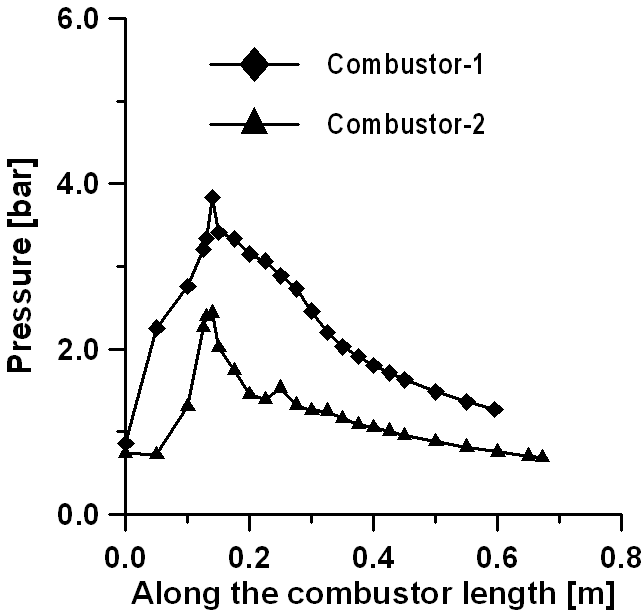 6.0
Combustor-1
Combustor-2
4.0
Pressure [bar]
2.0
0.0
0.0 0.2 0.4 0.6 0.8
Along the combustor length [m]